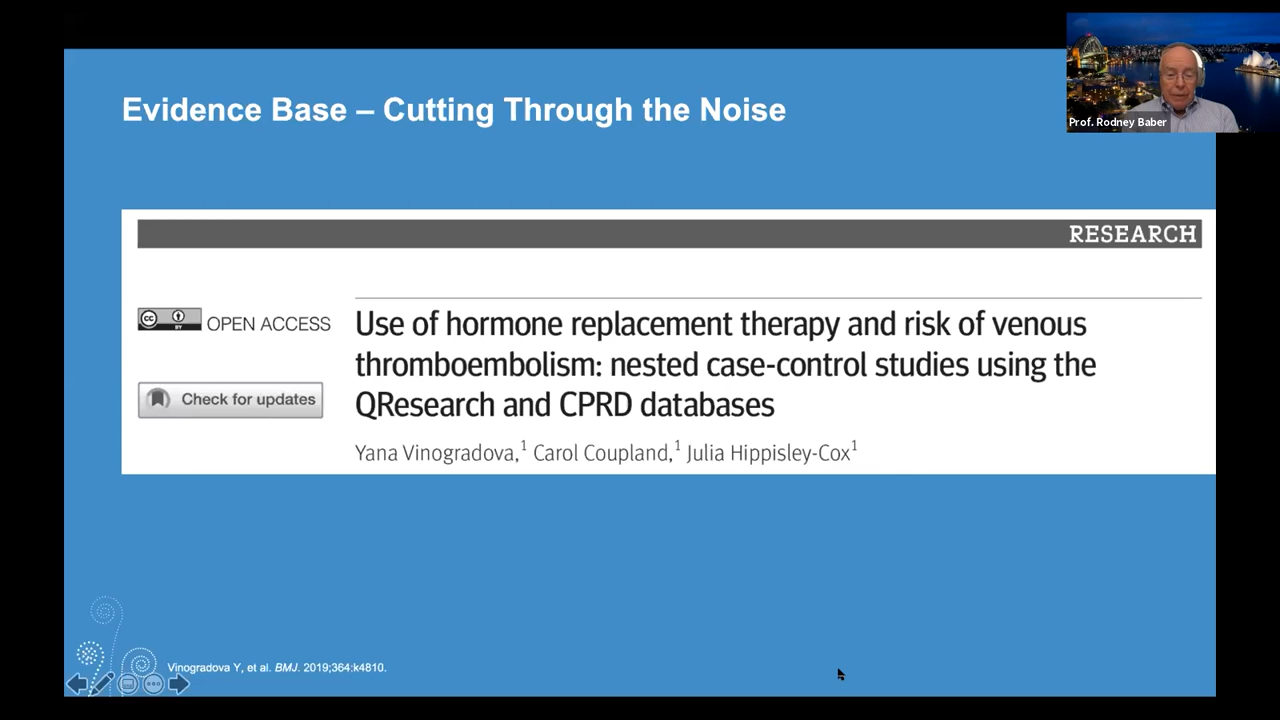 Evidence Base – Cutting Through the Noise
Prof. Rodney Baber
RESEARCH
cc BY OPEN ACCESS
Check for updates
Use of hormone replacement therapy and risk of venous
thromboembolism: nested case-control studies using the
QResearch and CPRD databases
Yana Vinogradova,1 Carol Coupland,1 Julia Hippisley-Cox1
Vinogradova Y, et al. BMJ. 2019;364:k4810.